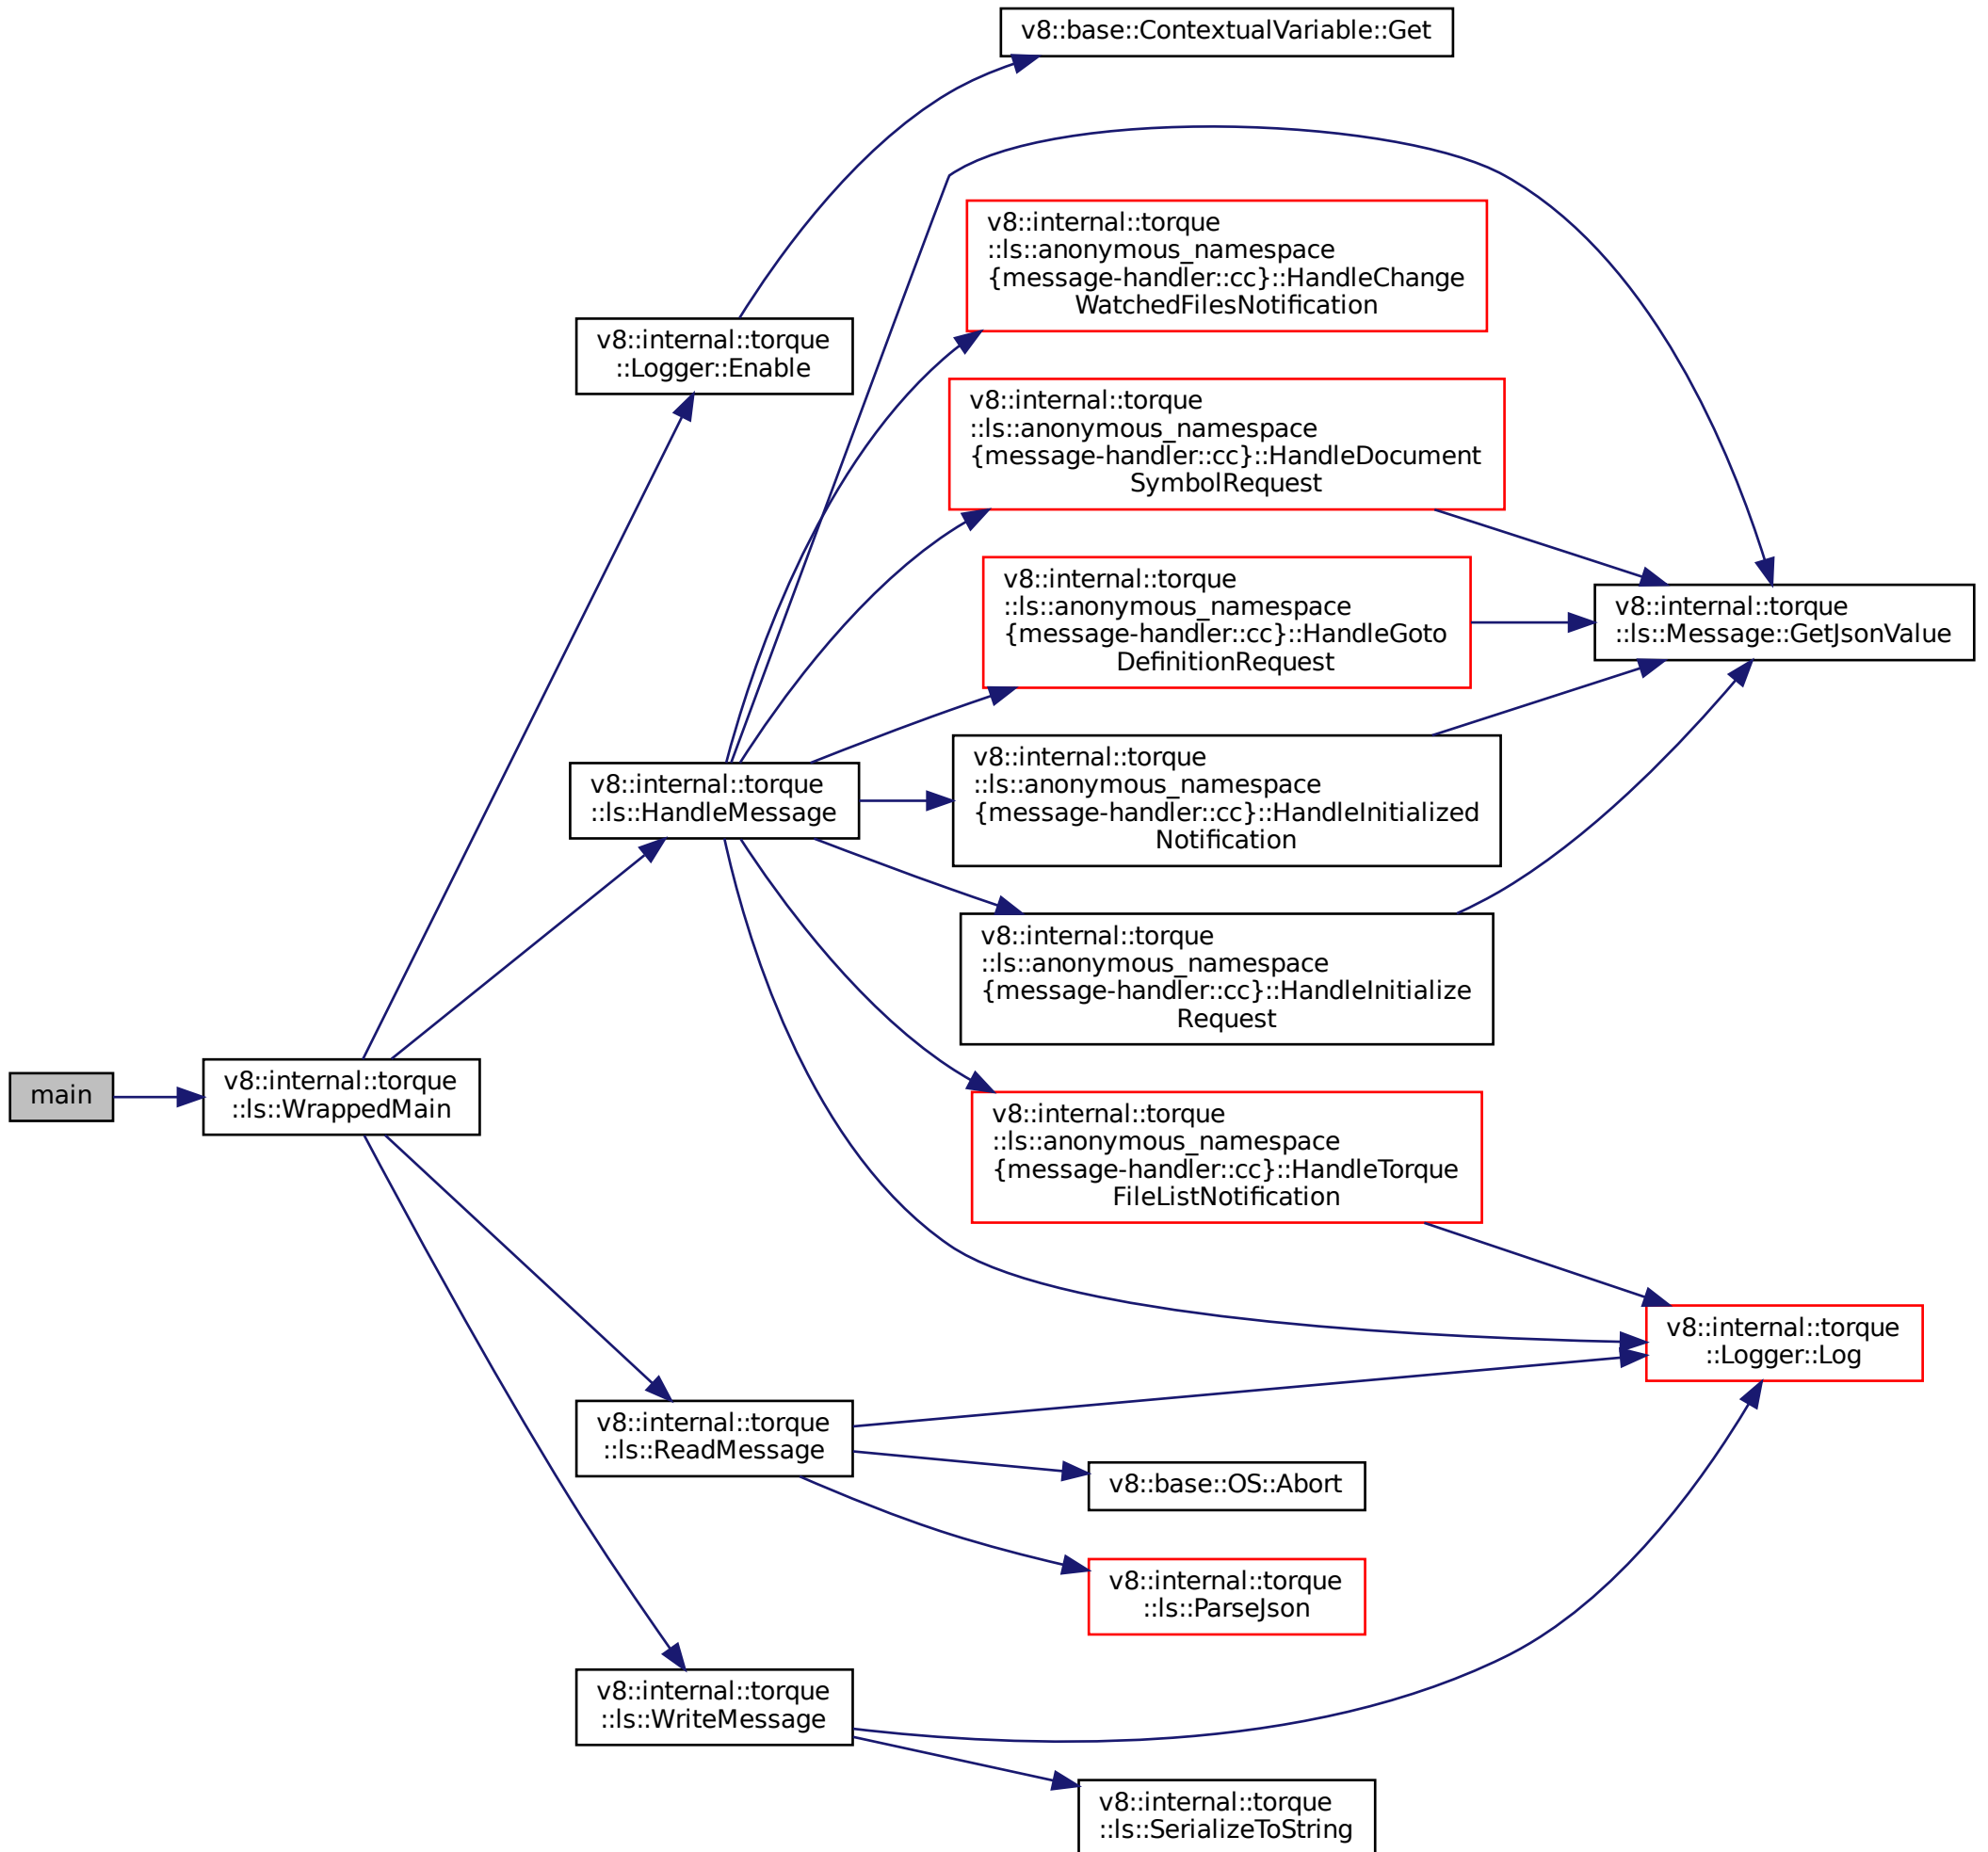 v8::base::ContextualVariable::Get
v8::internal::torque
::ls::anonymous_namespace
{message-handler::cc}::HandleChange
WatchedFilesNotification
v8::internal::torque
::Logger::Enable
v8::internal::torque
::ls::anonymous_namespace
{message-handler::cc}::HandleDocument
SymbolRequest
v8::internal::torque
::ls::anonymous_namespace
{message-handler::cc}::HandleGoto
DefinitionRequest
v8::internal::torque
::ls::Message::GetJsonValue
v8::internal::torque
::ls::HandleMessage
v8::internal::torque
::ls::anonymous_namespace
{message-handler::cc}::HandleInitialized
Notification
v8::internal::torque
::ls::anonymous_namespace
{message-handler::cc}::HandleInitialize
Request
main
v8::internal::torque
::ls::WrappedMain
v8::internal::torque
::ls::anonymous_namespace
{message-handler::cc}::HandleTorque
FileListNotification
v8::internal::torque
::Logger::Log
v8::internal::torque
::ls::ReadMessage
v8::base::OS::Abort
v8::internal::torque
::ls::ParseJson
v8::internal::torque
::ls::WriteMessage
v8::internal::torque
::ls::SerializeToString